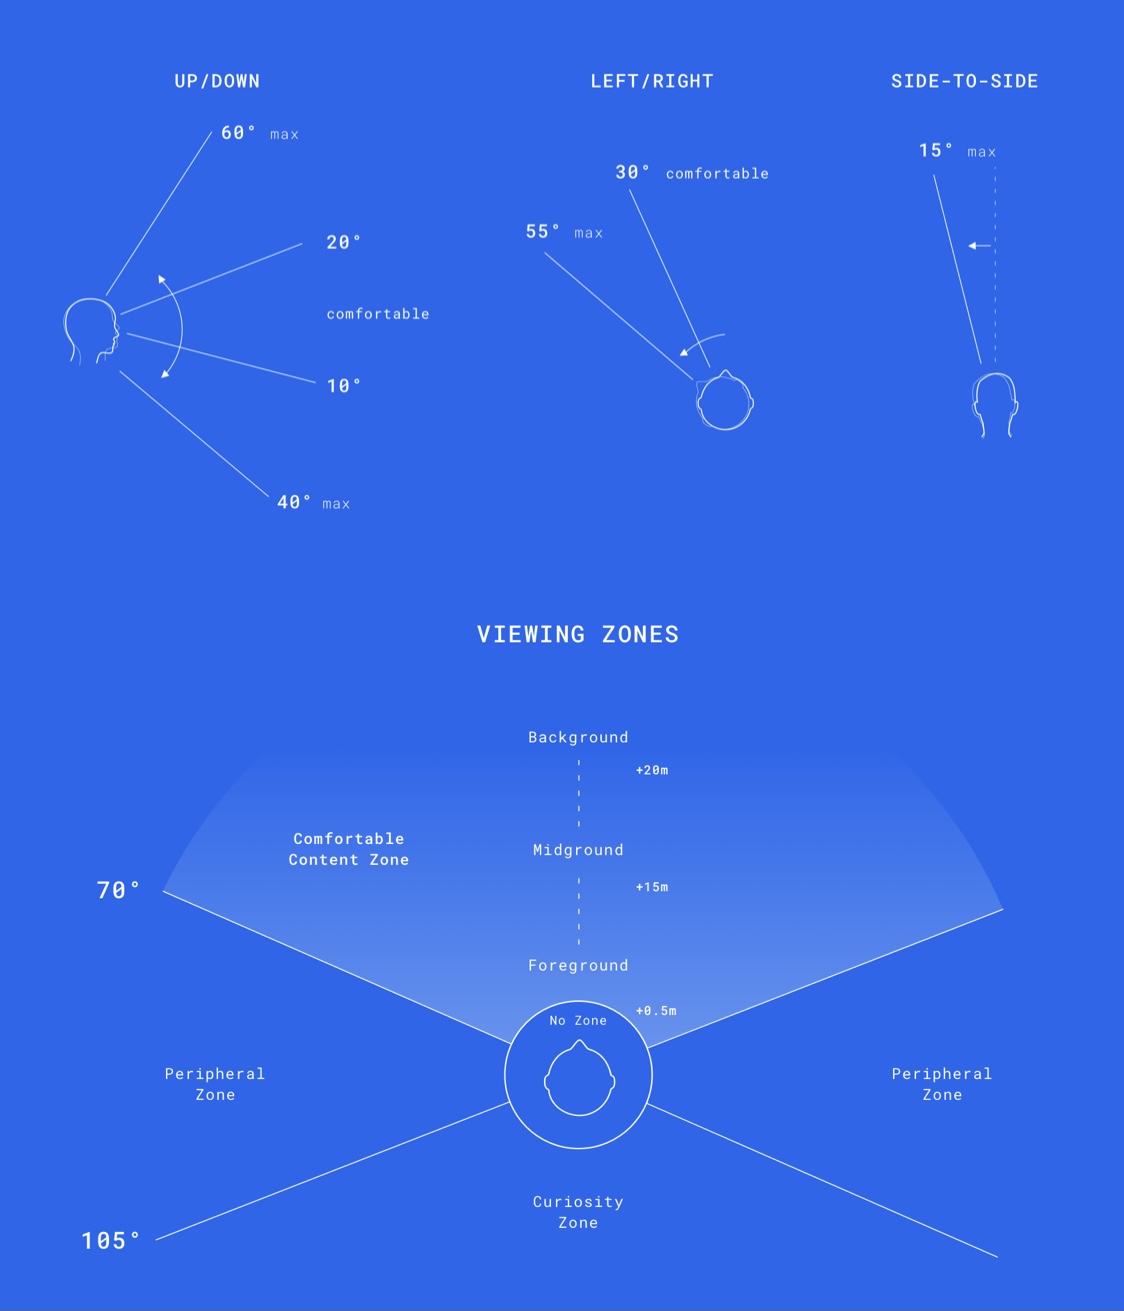 UP/DOWN
60° max
20°
comfortable
10°
40° max
LEFT/RIGHT
30° comfortable
55° max
SIDE-TO-SIDE
15° max
VIEWING ZONES
Background
+20m
Comfortable
Content Zone
Midground
70°
+15m
Foreground
+0.5m
No Zone
Peripheral
Zone
Peripheral
Zone
Curiosity
Zone
105°